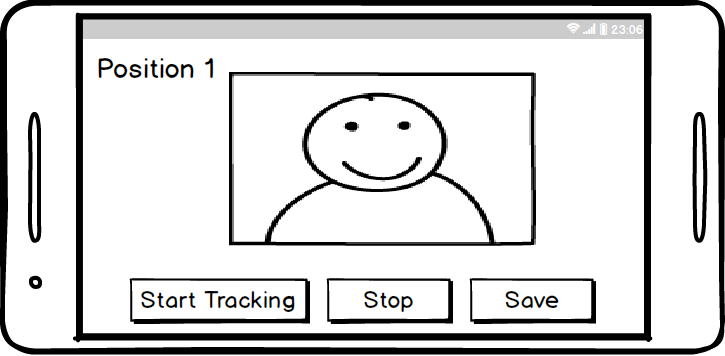 23:06
Position 1
Start Tracking
Stop
Save